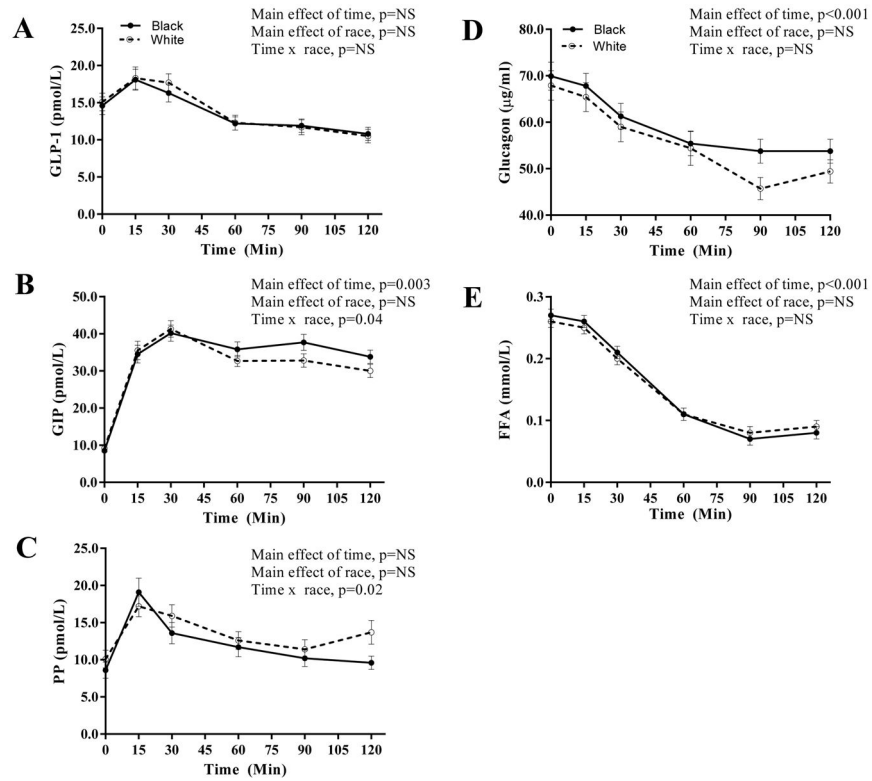 A
Black
White
Main effect of time, p=NS
Main effect of race, p=NS
Time x race, p=NS
GLP-1 (pmol/L)
25.0
20.0
15.0
10.0
5.0
0.0
0 15 30 45 60 75 90 105 120
Time (Min)
B
Main effect of time, p=0.003
Main effect of race, p=NS
Time x race, p=0.04
GIP (pmol/L)
50.0
40.0
30.0
20.0
10.0
0.0
0 15 30 45 60 75 90 105 120
Time (Min)
C
Main effect of time, p=NS
Main effect of race, p=NS
Time x race, p=0.02
PP (pmol/L)
25.0
20.0
15.0
10.0
5.0
0.0
0 15 30 45 60 75 90 105 120
Time (Min)
D
Black
White
Main effect of time, p<0.001
Main effect of race, p=NS
Time x race, p=NS
Glucagon (µg/ml)
80.0
70.0
60.0
50.0
40.0
0 15 30 45 60 75 90 105 120
Time (Min)
E
Main effect of time, p<0.001
Main effect of race, p=NS
Time x race, p=NS
FFA (mmol/L)
0.3
0.2
0.1
0.0
0 15 30 45 60 75 90 105 120
Time (Min)